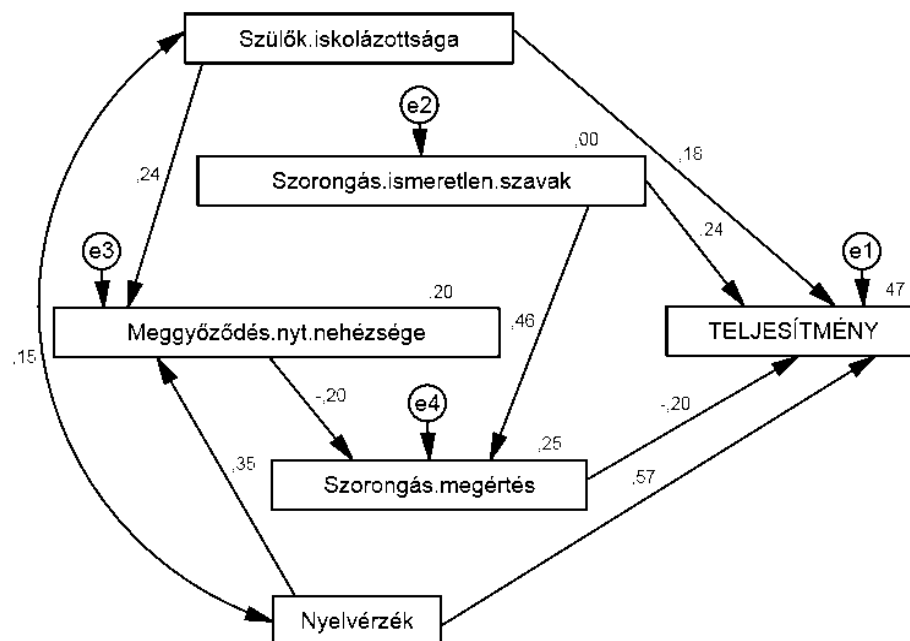 Szülők.iskolázottsága
e2
,00
,18
Szorongás.ismeretlen.szavak
,24
.24
e3
e1
.20
47
Meggyőződés.nyt.nehézsége
,46
TELJESÍTMÉNY
,15
-,20
e4
-,20
,25
,35
Szorongás.megértés
,57
Nyelvérzék